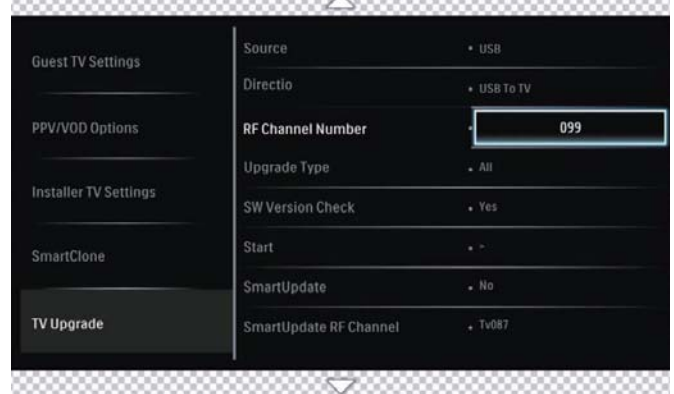 Guest TV Settings
PPV/VOD Options
Installer TV Settings
SmartClone
TV Upgrade
Source • USB
Directio • USB To TV
RF Channel Number • 099
Upgrade Type • All
SW Version Check • Yes
Start • >
SmartUpdate • No
SmartUpdate RF Channel • Tv087